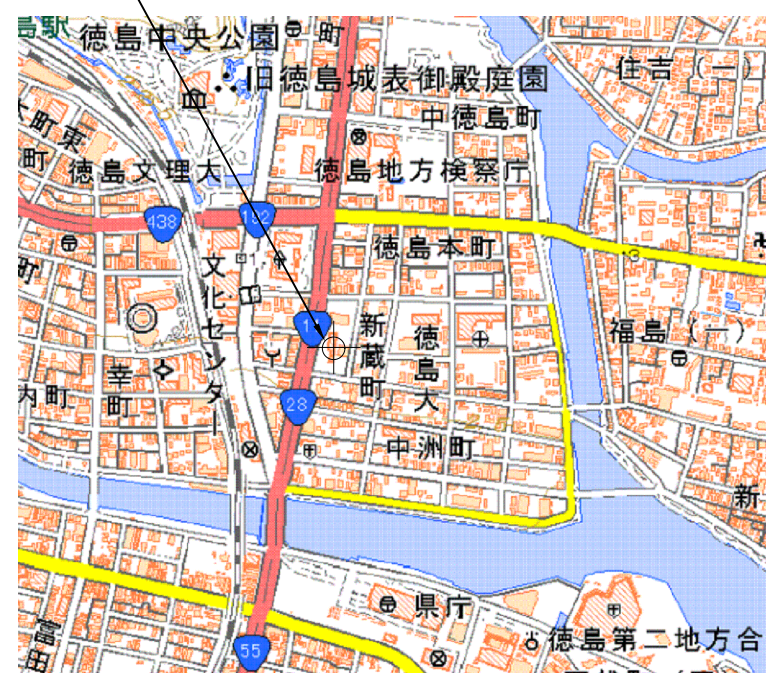 島駅
徳島中央公園
町
旧徳島城表御殿庭園
住吉(一)
中徳島町
町東
町
徳島文理大
徳島地方検察庁
438
192
徳島本町
町
文化センター
11
新蔵町
徳島大
福島(一)
幸町
28
内町
2.5
中洲町
新
県庁
富田
55
徳島第二地方合